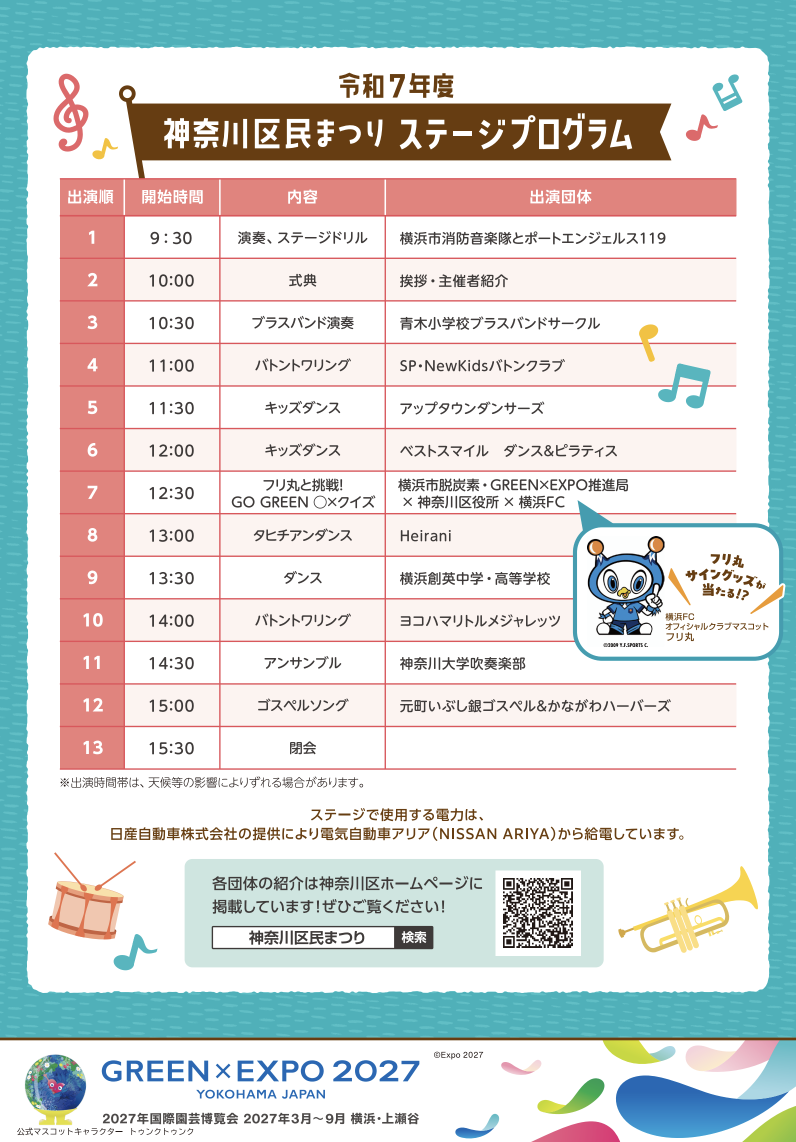 令和7年度
神奈川区民まつり ステージプログラム
出演順 開始時間 内容 出演団体
1 9:30 演奏、ステージドリル 横浜市消防音楽隊とポートエンジェルス119
2 10:00 式典 挨拶・主催者紹介
3 10:30 ブラスバンド演奏 青木小学校ブラスバンドサークル
4 11:00 バトントワリング SP・NewKidsバトンクラブ
5 11:30 キッズダンス アップタウンダンサーズ
6 12:00 キッズダンス ベストスマイル ダンス&ピラティス
7 12:30 フリ丸と挑戦! 横浜市脱炭素・GREEN×EXPO推進局
GO GREEN ○×クイズ ×神奈川区役所×横浜FC
8 13:00 タヒチアンダンス Heirani
9 13:30 ダンス 横浜創英中学・高等学校
10 14:00 バトントワリング ヨコハマリトルメジャレッツ
11 14:30 アンサンブル 神奈川大学吹奏楽部
12 15:00 ゴスペルソング 元町いぶし銀ゴスペル&かながわハーバーズ
13 15:30 閉会
フリ丸
サイングッズが
当たる!?
横浜FC
オフィシャルクラブマスコット
フリ丸
©2009 Y.F.SPORTS C.
※出演時間帯は、天候等の影響によりずれる場合があります。
ステージで使用する電力は、
日産自動車株式会社の提供により電気自動車アリア(NISSAN ARIYA)から給電しています。
各団体の紹介は神奈川区ホームページに
掲載しています!ぜひご覧ください!
神奈川区民まつり 検索
GREEN×EXPO 2027
YOKOHAMA JAPAN
©Expo 2027
2027年国際園芸博覧会 2027年3月〜9月 横浜・上瀬谷
公式マスコットキャラクター トゥンクトゥンク